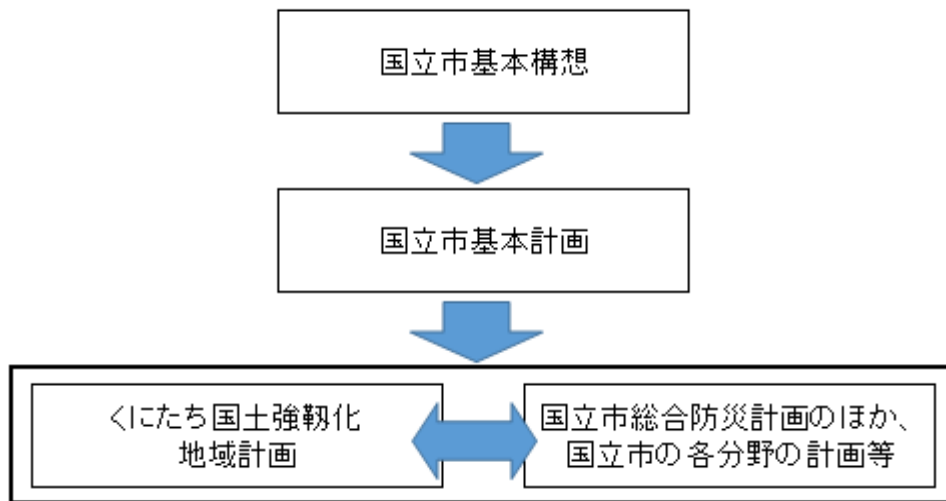 国立市基本構想
国立市基本計画
くにたち国土強靱化
地域計画
国立市総合防災計画のほか、
国立市の各分野の計画等